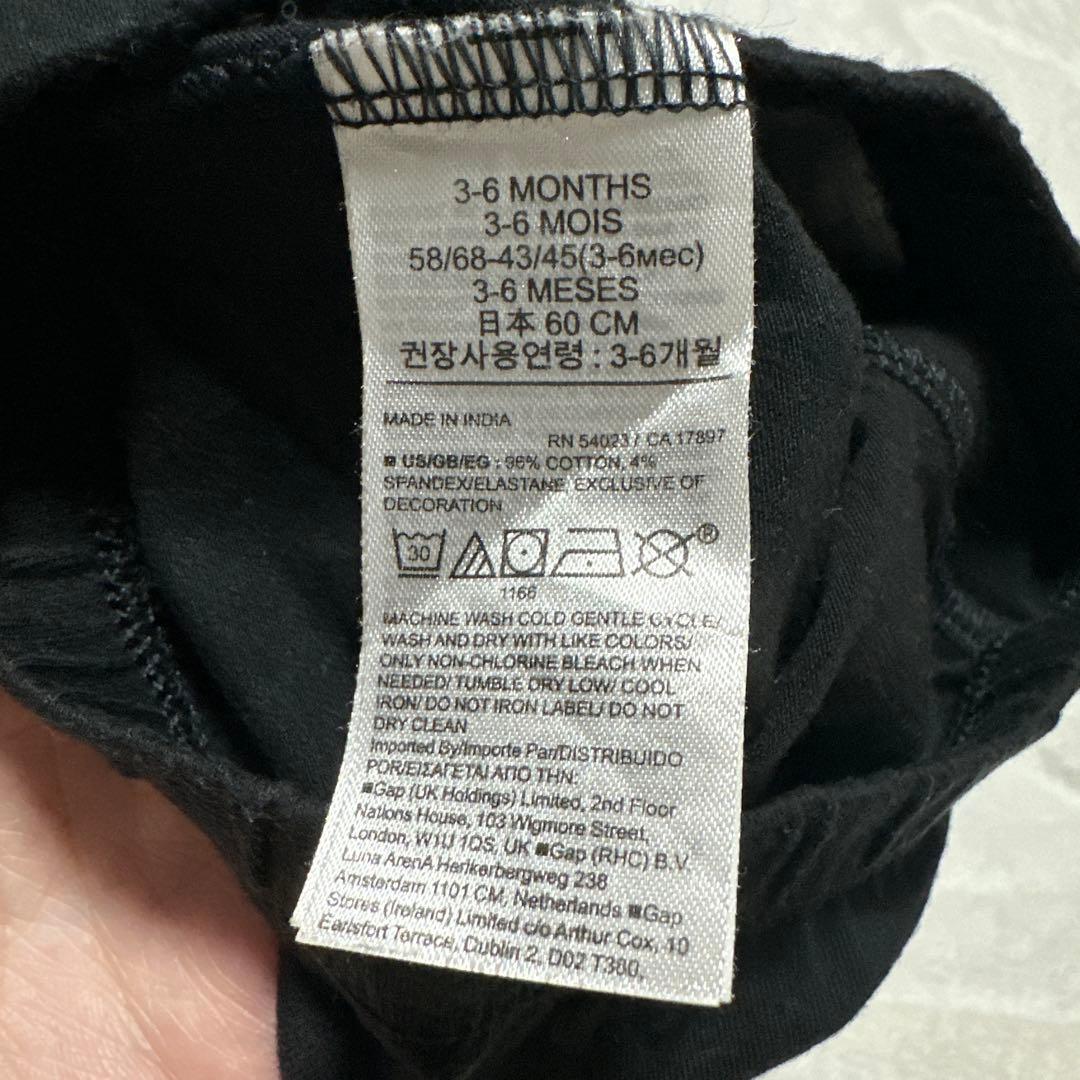 3-6 MONTHS
3-6 MOIS
58/68-43/45(3-6мес)
3-6 MESES
日本 60 CM
권장사용연령 : 3-6개월
MADE IN INDIA
RN 54023 / CA 17897
US/GB/EG : 96% COTTON, 4%
SPANDEX/ELASTANE EXCLUSIVE OF
DECORATION
30
®
1166
MACHINE WASH COLD GENTLE CYCLE/
WASH AND DRY WITH LIKE COLORS/
ONLY NON-CHLORINE BLEACH WHEN
NEEDED/ TUMBLE DRY LOW/ COOL
IRON/ DO NOT IRON LABEL/ DO NOT
DRY CLEAN
Imported By/Importe Par/DISTRIBUIDO
POR/ΕΙΣΑΓΕΤΑΙ ΑΠΟ ΤΗΝ:
Gap (UK Holdings) Limited, 2nd Floor
Nations House, 103 Wigmore Street,
London, W1U 1QS, UK Gap (RHC) B.V.
Luna ArenA Herikerbergweg 238
Amsterdam 1101 CM, Netherlands Gap
Stores (Ireland) Limited c/o Arthur Cox, 10
Earlsfort Terrace, Dublin 2, D02 T380,